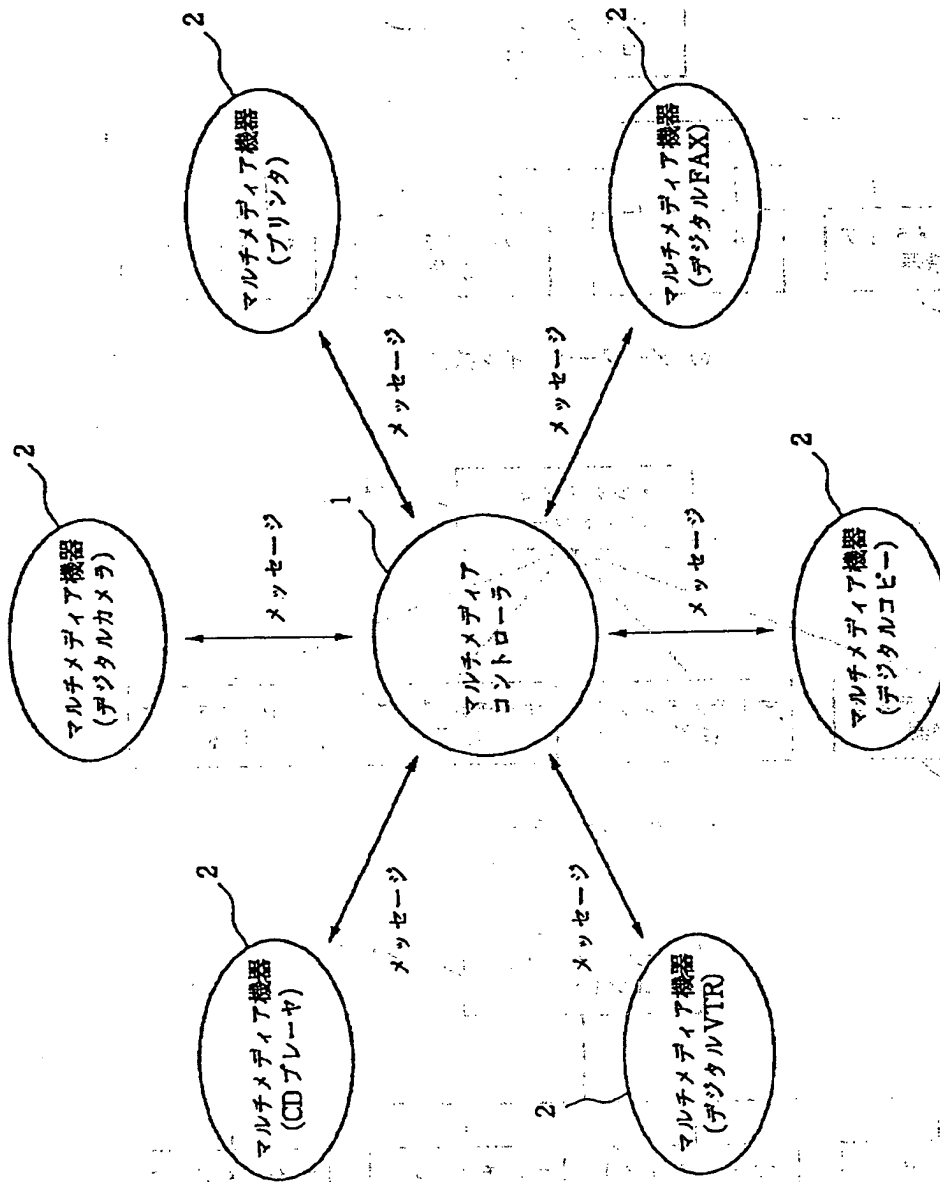 2
マルチメディア機器
(デジタルカメラ)
2
マルチメディア機器
(CDプレーヤ)
2
マルチメディア機器
(プリンタ)
メッセージ
メッセージ
メッセージ
1
マルチメディア
コントローラ
メッセージ
メッセージ
メッセージ
2
マルチメディア機器
(デジタルVTR)
2
マルチメディア機器
(デジタルFAX)
2
マルチメディア機器
(デジタルコピー)